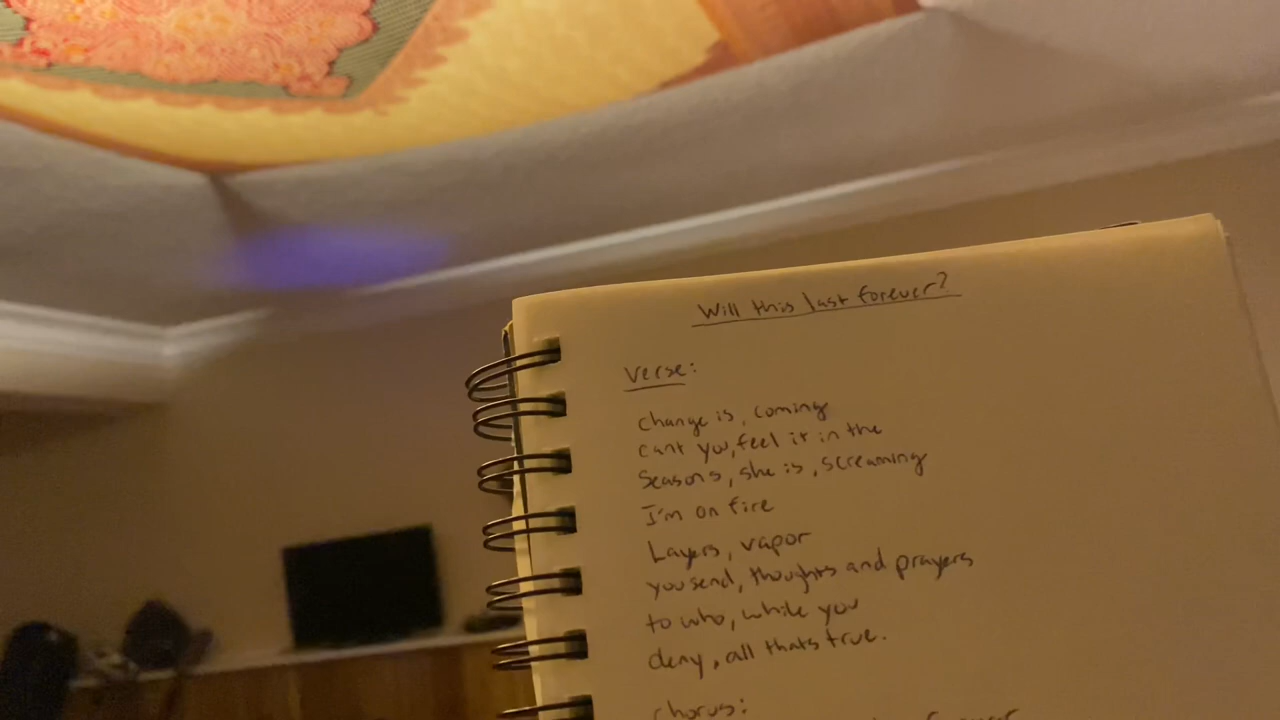 Will this last forever?
Verse:
change is, coming
cant you, feel it in the
Seasons, she is, screaming
I'm on fire
Layers, vapor
you send, thoughts and prayers
to who, while you
deny, all thats true.
chorus:
forever